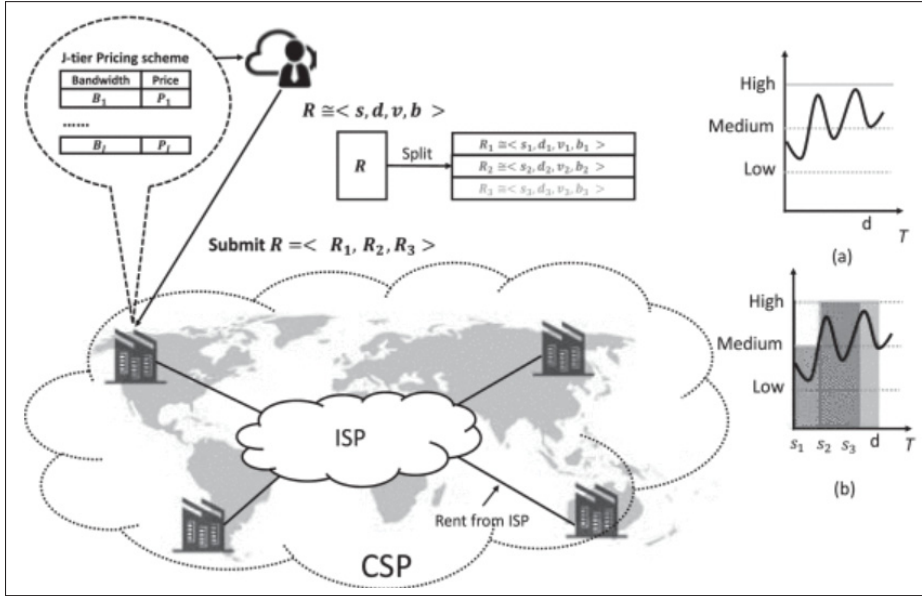 J-tier Pricing scheme
Bandwidth Price
B₁ P₁
......
Bⱼ Pⱼ
R ≅< s, d, v, b >
R
Split
R₁ ≅< s₁, d₁, v₁, b₁ >
R₂ ≅< s₂, d₂, v₂, b₂ >
R₃ ≅< s₃, d₃, v₃, b₃ >
Submit R =< R₁, R₂, R₃ >
ISP
Rent from ISP
CSP
High
Medium
Low
d
T
(a)
High
Medium
Low
s₁ s₂ s₃ d T
(b)